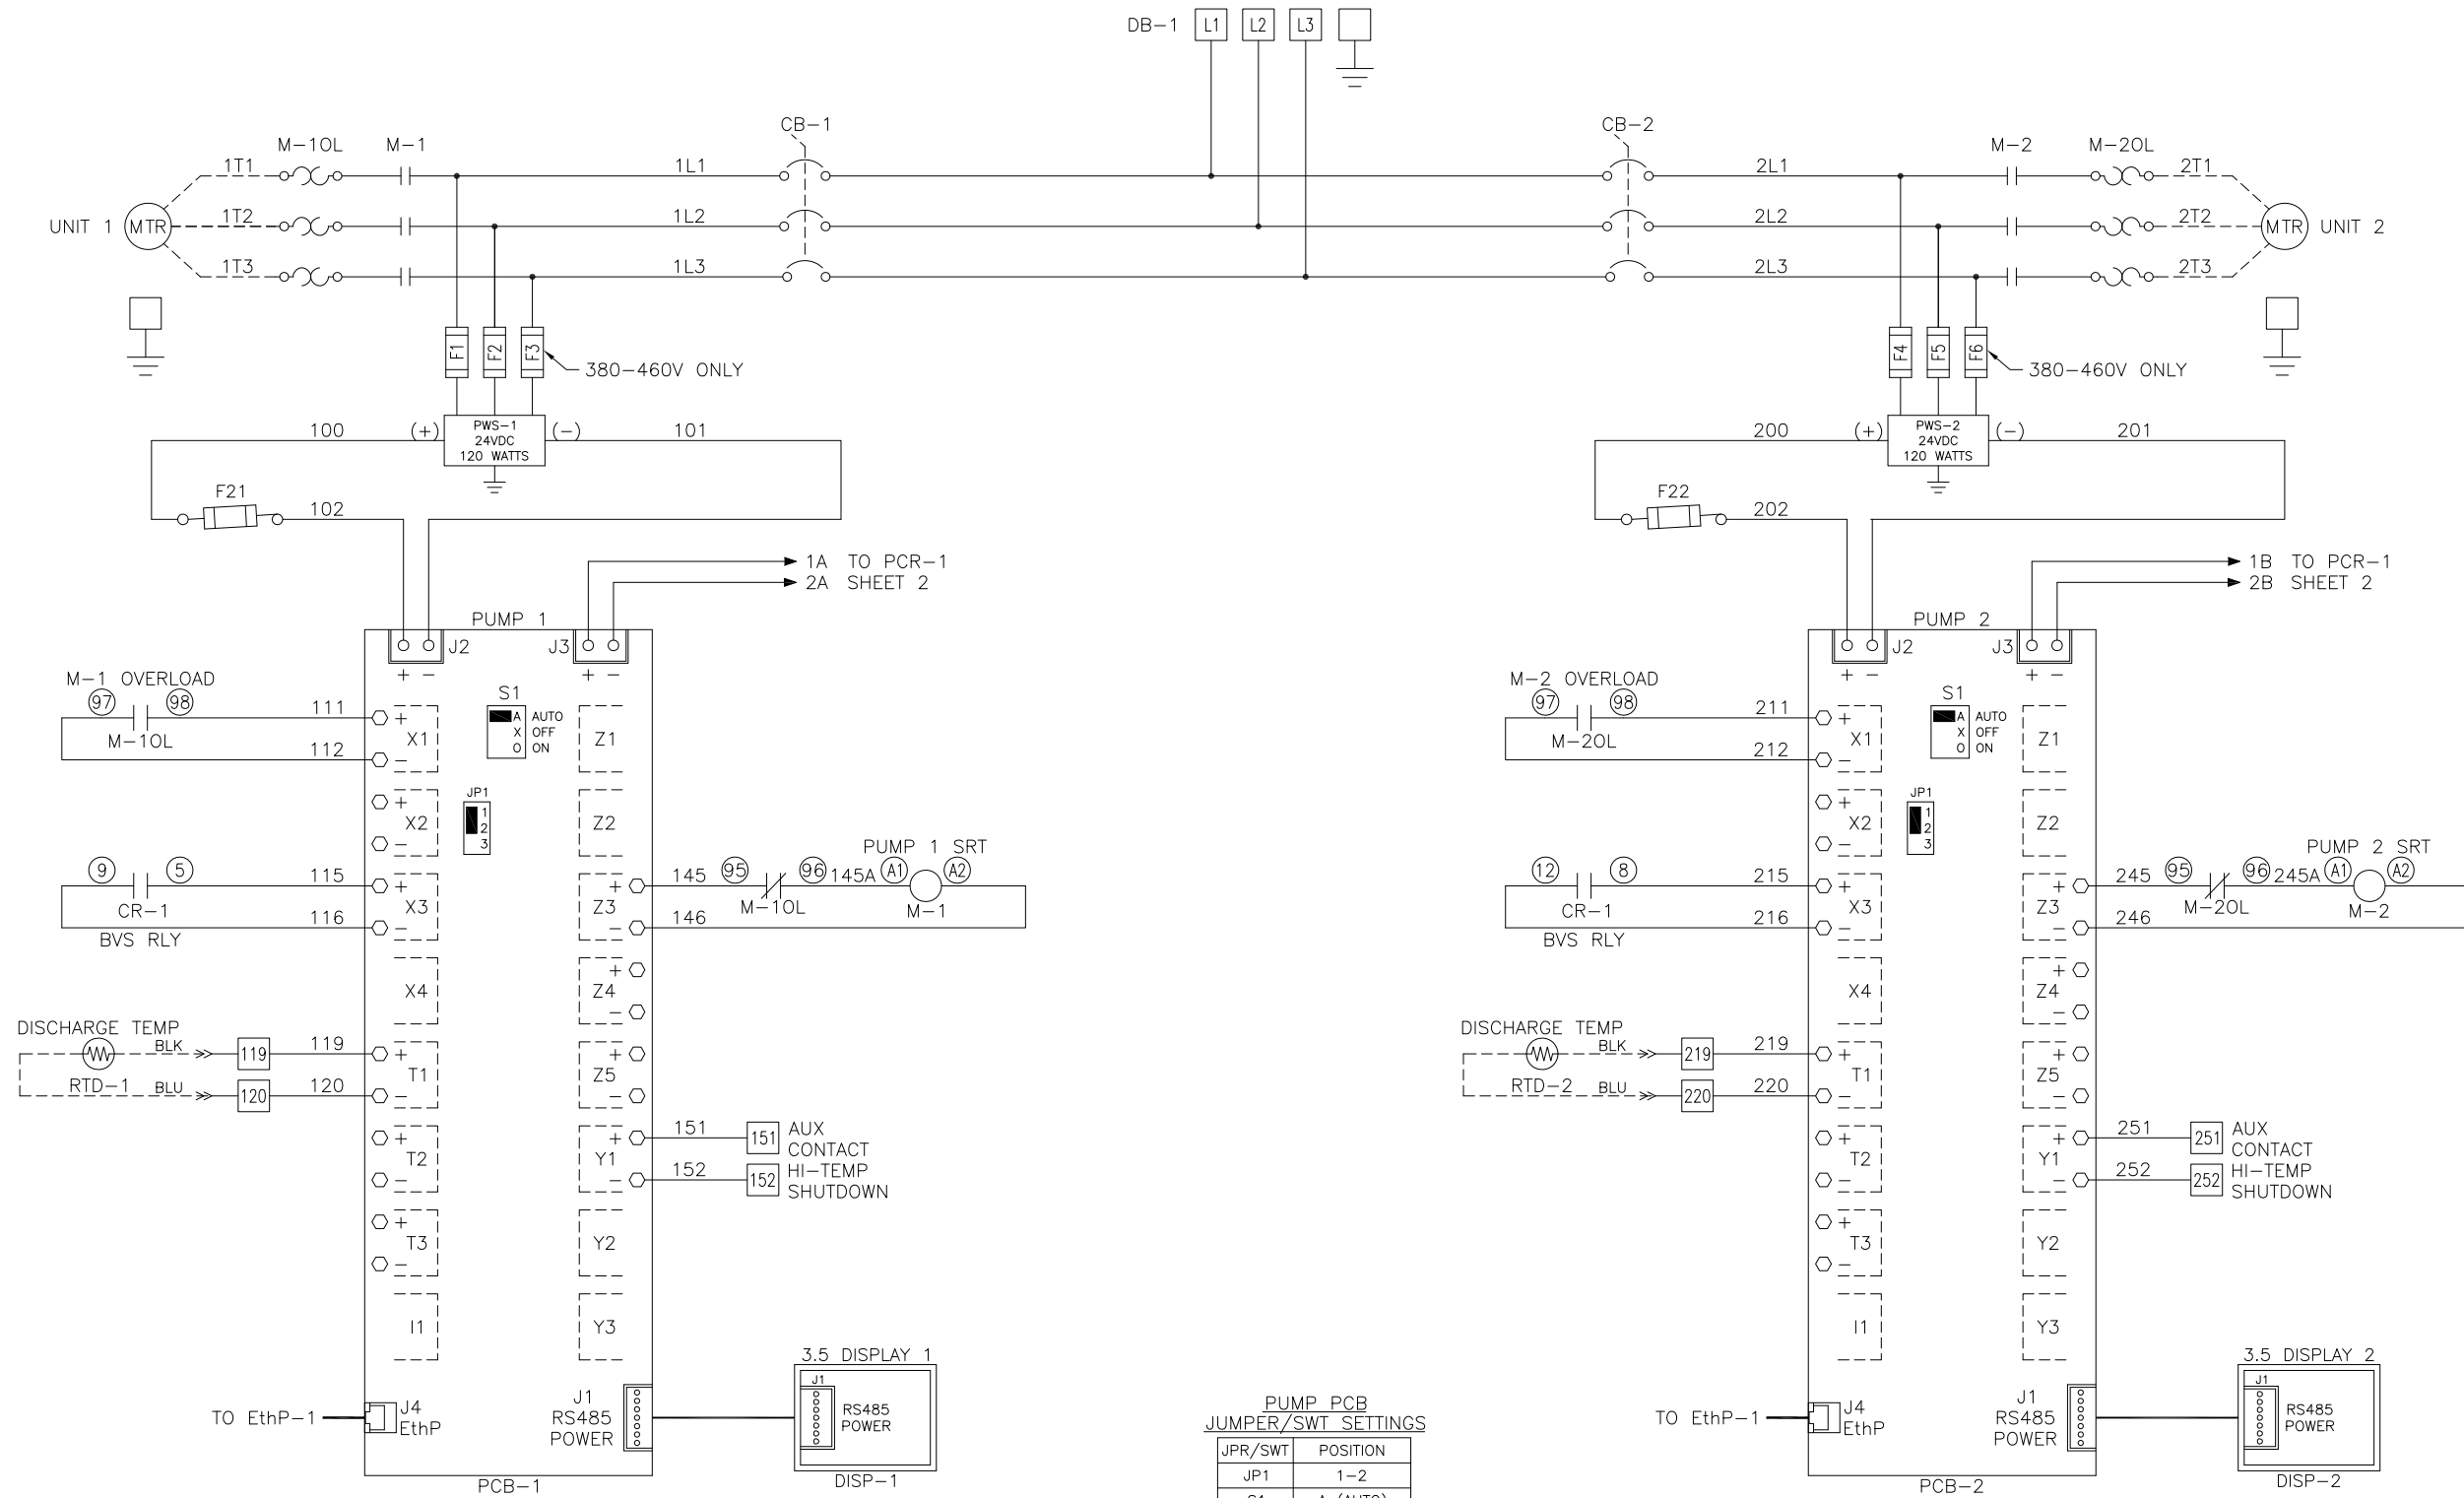 DB-1 L1 L2 L3
CB-1
CB-2
M-1OL M-1
M-2 M-2OL
1T1 1L1 2L1 2T1
UNIT 1 MTR 1T2 1L2 2L2 2T2 MTR UNIT 2
1T3 1L3 2L3 2T3
F1 F2 F3
380-460V ONLY
F4 F5 F6
380-460V ONLY
100 (+) PWS-1 (-) 101
24VDC
120 WATTS
200 (+) PWS-2 (-) 201
24VDC
120 WATTS
F21
102
F22
202
1A TO PCR-1
2A SHEET 2
1B TO PCR-1
2B SHEET 2
PUMP 1
J2 J3
+ - + -
M-1 OVERLOAD
97 98 111
M-1OL
112
+
X1
-
S1
A AUTO
X OFF
O ON
Z1
JP1
1
2
3
+
X2
-
Z2
9 5 115
CR-1
116
BVS RLY
+
X3
-
PUMP 1 SRT
+
Z3
-
145 95 96 145A A1 A2
M-1OL M-1
146
X4
+
Z4
-
DISCHARGE TEMP
BLK 119 119
RTD-1 BLU 120 120
+
T1
-
+
Z5
-
+
T2
-
+
Y1
-
151 151 AUX
CONTACT
152 152 HI-TEMP
SHUTDOWN
+
T3
-
Y2
I1
Y3
3.5 DISPLAY 1
J1
RS485
POWER
DISP-1
TO EthP-1
J4
EthP
J1
RS485
POWER
PCB-1
PUMP PCB
JUMPER/SWT SETTINGS
JPR/SWT POSITION
JP1 1-2
S1 A (AUTO)
PUMP 2
J2 J3
+ - + -
M-2 OVERLOAD
97 98 211
M-2OL
212
+
X1
-
S1
A AUTO
X OFF
O ON
Z1
JP1
1
2
3
+
X2
-
Z2
12 8 215
CR-1
216
BVS RLY
+
X3
-
PUMP 2 SRT
+
Z3
-
245 95 96 245A A1 A2
M-2OL M-2
246
X4
+
Z4
-
DISCHARGE TEMP
BLK 219 219
RTD-2 BLU 220 220
+
T1
-
+
Z5
-
+
T2
-
+
Y1
-
251 251 AUX
CONTACT
252 252 HI-TEMP
SHUTDOWN
+
T3
-
Y2
I1
Y3
3.5 DISPLAY 2
J1
RS485
POWER
DISP-2
TO EthP-1
J4
EthP
J1
RS485
POWER
PCB-2